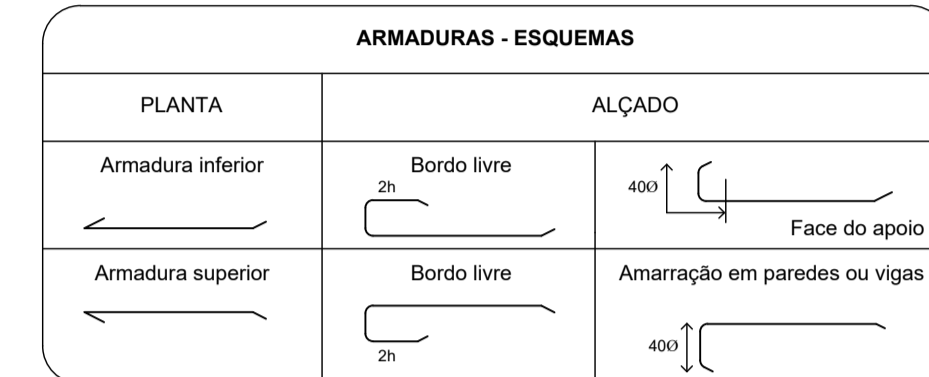 ARMADURAS - ESQUEMAS
PLANTA
ALÇADO
Armadura inferior
Bordo livre
2h
40Ø
Face do apoio
Armadura superior
Bordo livre
2h
Amarração em paredes ou vigas
40Ø